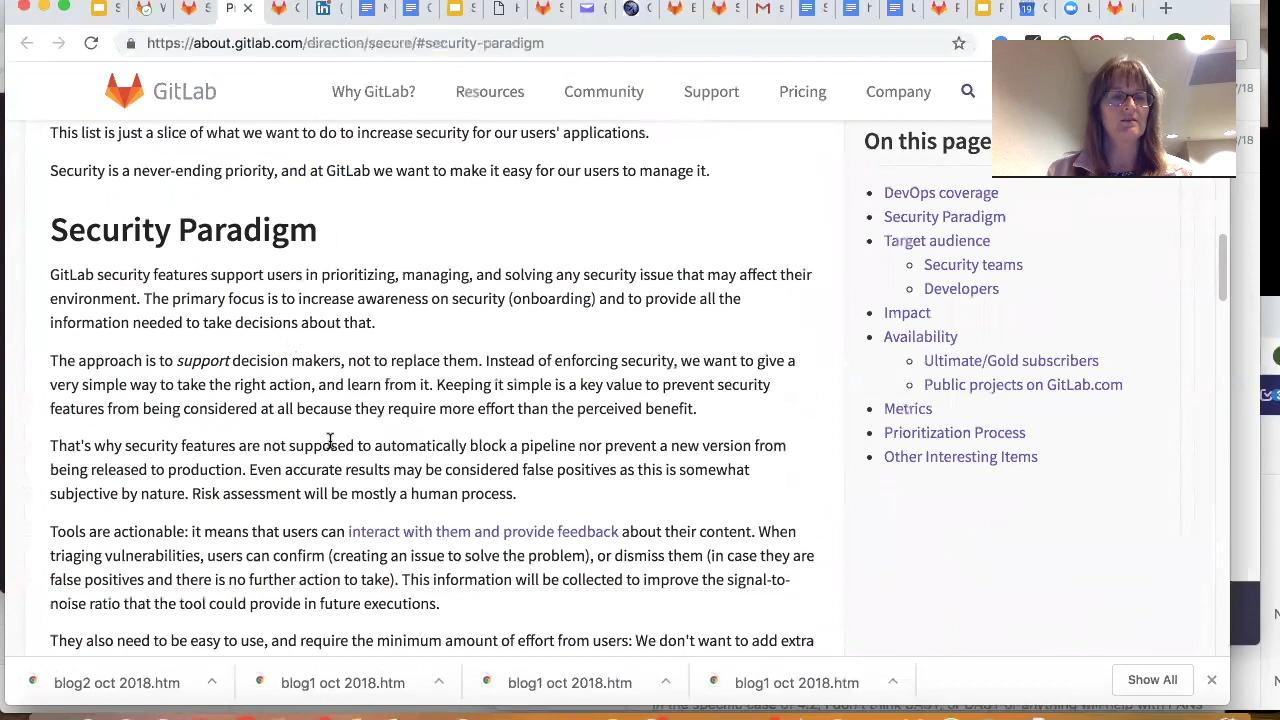 https://about.gitlab.com/direction/secure/#security-paradigm
GitLab
Why GitLab?
Resources
Community
Support
Pricing
Company
This list is just a slice of what we want to do to increase security for our users' applications.
Security is a never-ending priority, and at GitLab we want to make it easy for our users to manage it.
Security Paradigm
GitLab security features support users in prioritizing, managing, and solving any security issue that may affect their
environment. The primary focus is to increase awareness on security (onboarding) and to provide all the
information needed to take decisions about that.
The approach is to support decision makers, not to replace them. Instead of enforcing security, we want to give a
very simple way to take the right action, and learn from it. Keeping it simple is a key value to prevent security
features from being considered at all because they require more effort than the perceived benefit.
That's why security features are not supposed to automatically block a pipeline nor prevent a new version from
being released to production. Even accurate results may be considered false positives as this is somewhat
subjective by nature. Risk assessment will be mostly a human process.
Tools are actionable: it means that users can interact with them and provide feedback about their content. When
triaging vulnerabilities, users can confirm (creating an issue to solve the problem), or dismiss them (in case they are
false positives and there is no further action to take). This information will be collected to improve the signal-to-
noise ratio that the tool could provide in future executions.
They also need to be easy to use, and require the minimum amount of effort from users: We don't want to add extra
On this page
DevOps coverage
Security Paradigm
Target audience
Security teams
Developers
Impact
Availability
Ultimate/Gold subscribers
Public projects on GitLab.com
Metrics
Prioritization Process
Other Interesting Items
blog2 oct 2018.htm
blog1 oct 2018.htm
blog1 oct 2018.htm
blog1 oct 2018.htm
Show All